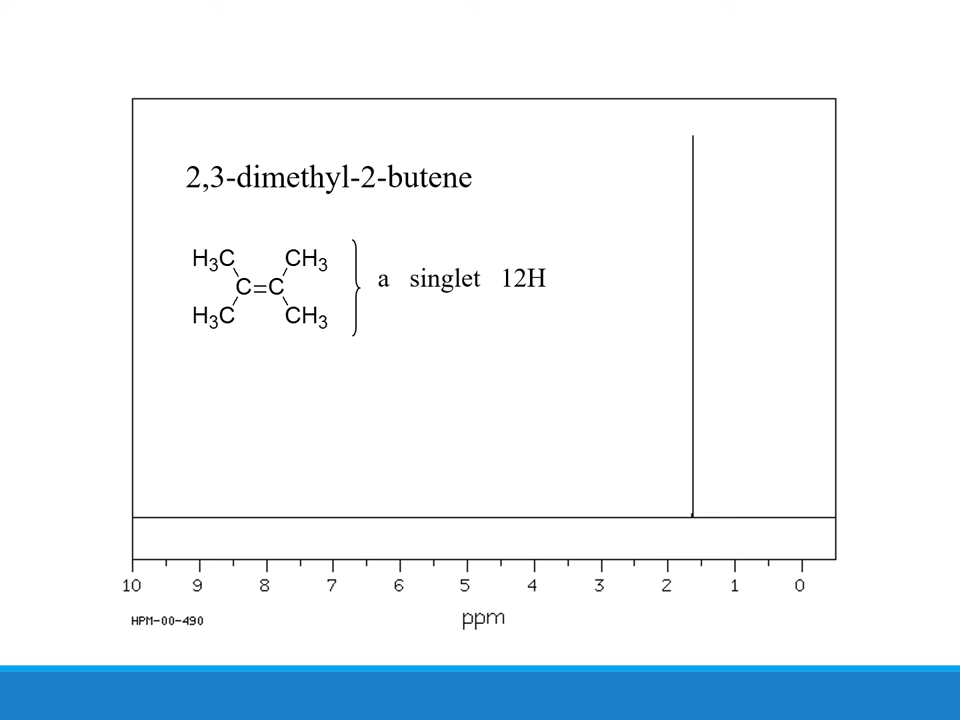 2,3-dimethyl-2-butene
H3C CH3
C=C
H3C CH3
a singlet 12H
10 9 8 7 6 5 4 3 2 1 0
HPM-00-490
ppm